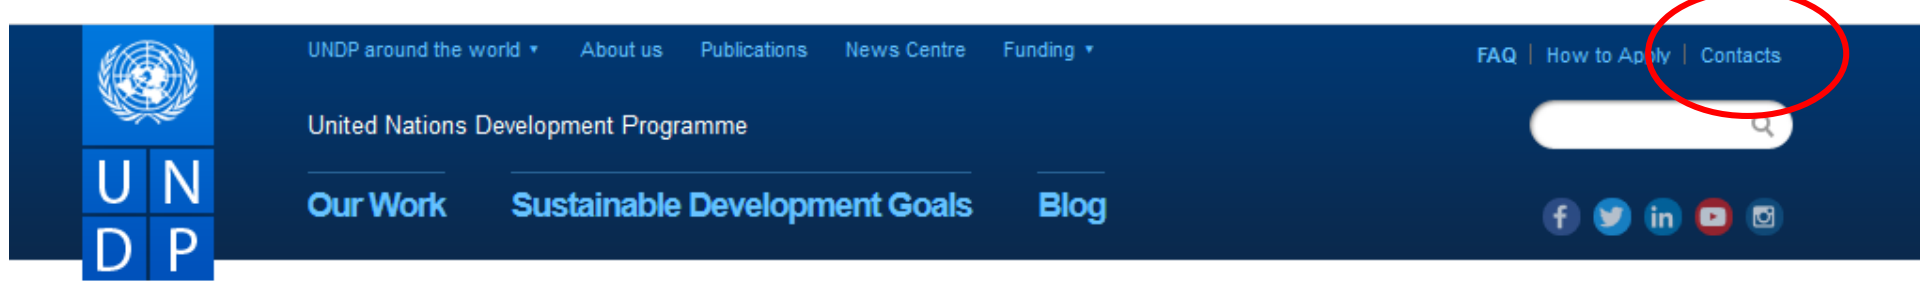 UNDP around the world About us Publications News Centre Funding
FAQ | How to Apply | Contacts
United Nations Development Programme
U N
D P
Our Work Sustainable Development Goals Blog
f in